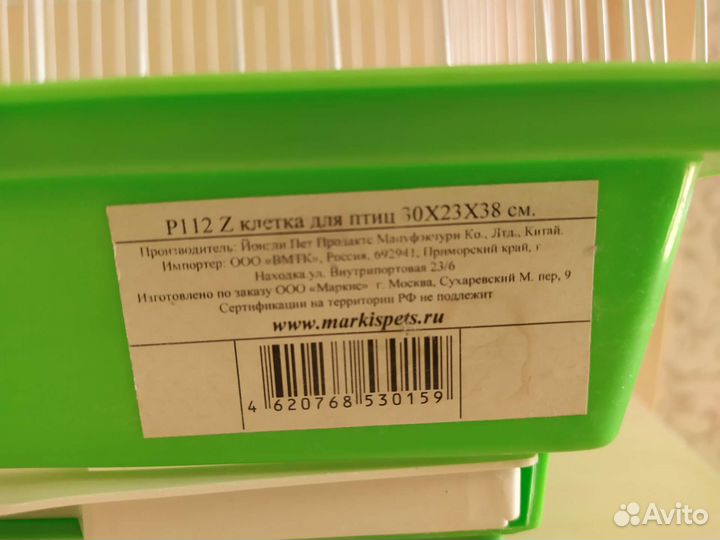 P112 Z клетка для птиц 30X23X38 см.
Производитель: Йонгли Пет Продактс Мануфэкчури Ко., Лтд., Китай.
Импортер: ООО «ВМТК», Россия, 692941, Приморский край, г
Находка.ул. Внутрипортовая 23/6
Изготовлено по заказу ООО «Маркис» г. Москва, Сухаревский М. пер, 9
Сертификации на территории РФ не подлежит
www.markispets.ru
4 620768 530159
Avito